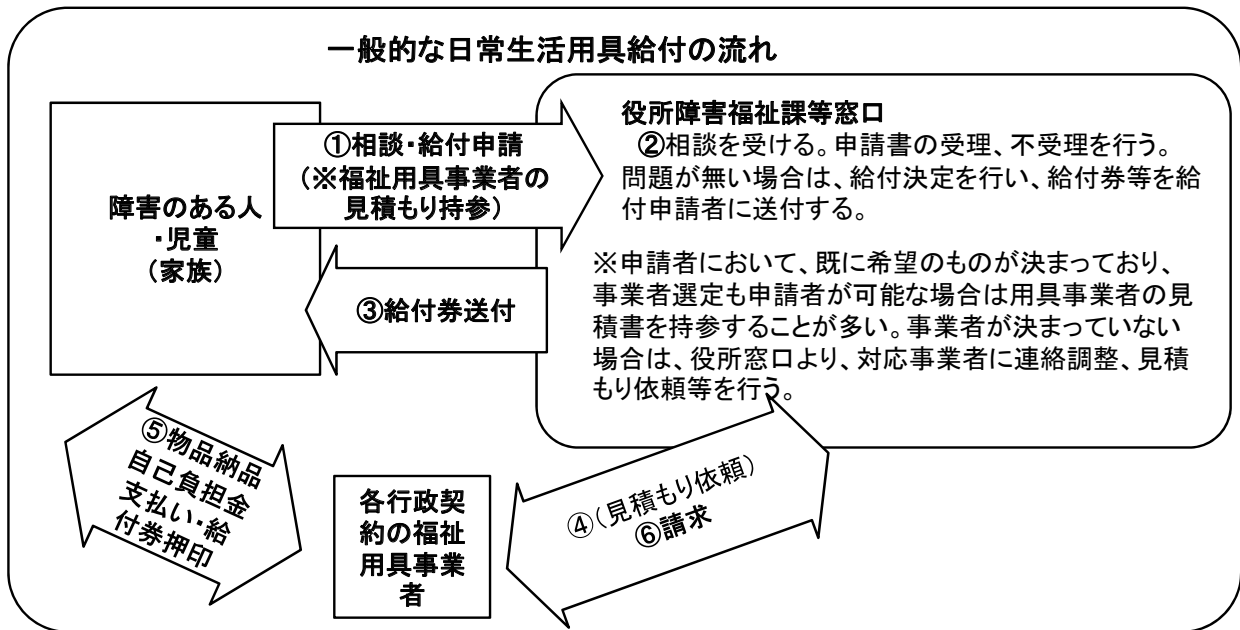 一般的な日常生活用具給付の流れ
障害のある人
・児童
（家族）
①相談・給付申請
（※福祉用具事業者の
見積もり持参）
③給付券送付
役所障害福祉課等窓口
②相談を受ける。申請書の受理、不受理を行う。
問題が無い場合は、給付決定を行い、給付券等を給
付申請者に送付する。
※申請者において、既に希望のものが決まっており、
事業者選定も申請者が可能な場合は用具事業者の見
積書を持参することが多い。事業者が決まっていない
場合は、役所窓口より、対応事業者に連絡調整、見積
もり依頼等を行う。
⑤物品納品
自己負担金
支払い・給
付券押印
各行政契
約の福祉
用具事業
者
④（見積もり依頼）
⑥請求